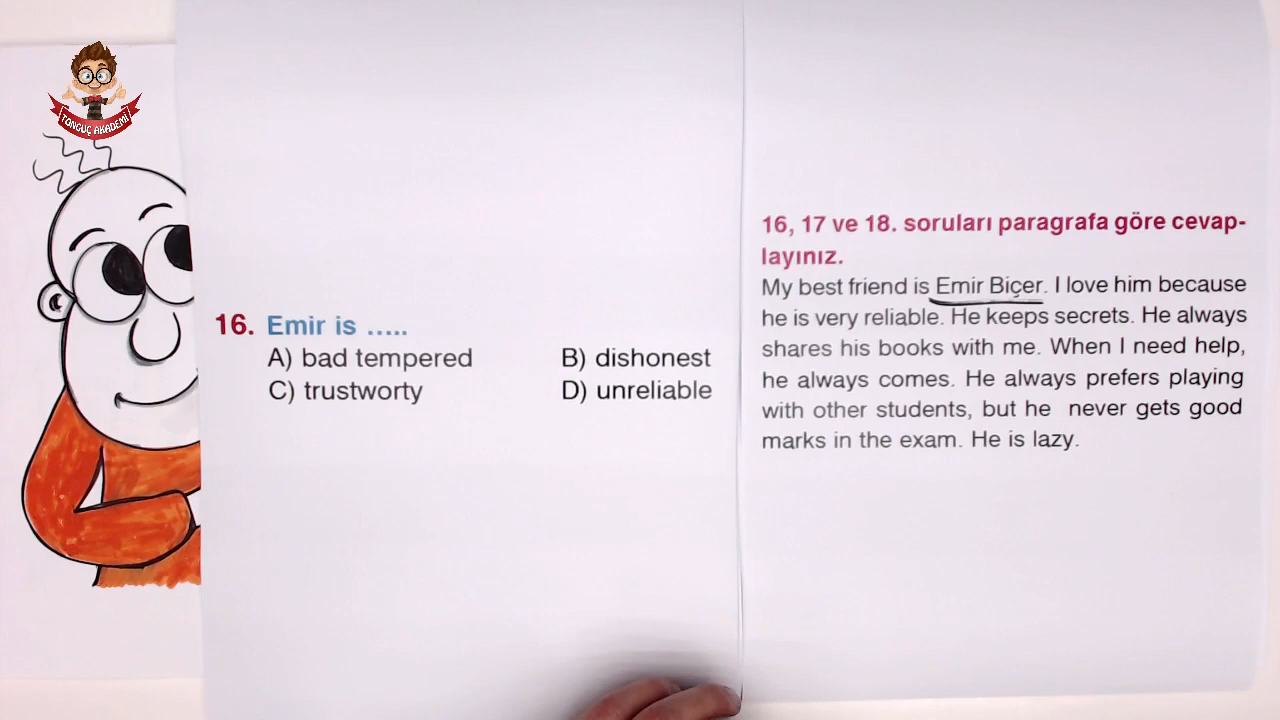 TONGUÇ AKADEMİ
16. Emir is .....
A) bad tempered B) dishonest
C) trustworty D) unreliable
16, 17 ve 18. soruları paragrafa göre cevap-
layınız.
My best friend is Emir Biçer. I love him because
he is very reliable. He keeps secrets. He always
shares his books with me. When I need help,
he always comes. He always prefers playing
with other students, but he never gets good
marks in the exam. He is lazy.